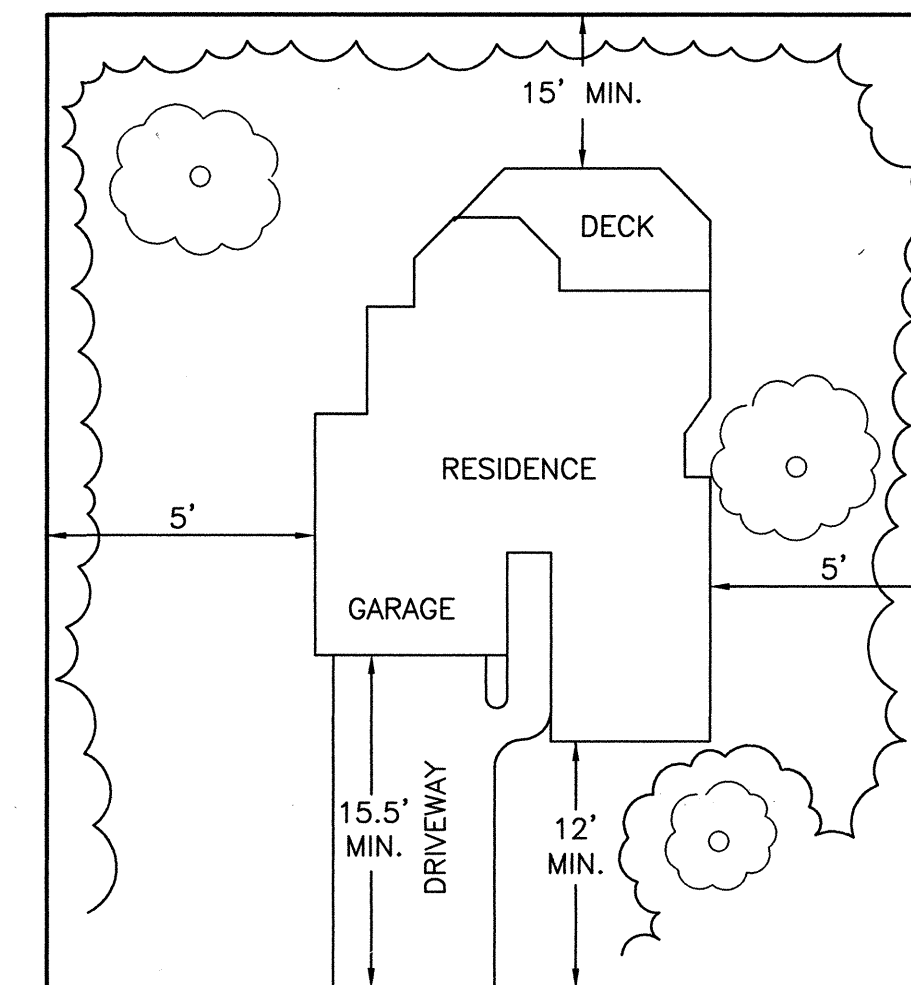 15' MIN.
DECK
RESIDENCE
5'
5'
GARAGE
15.5'
MIN.
DRIVEWAY
12'
MIN.